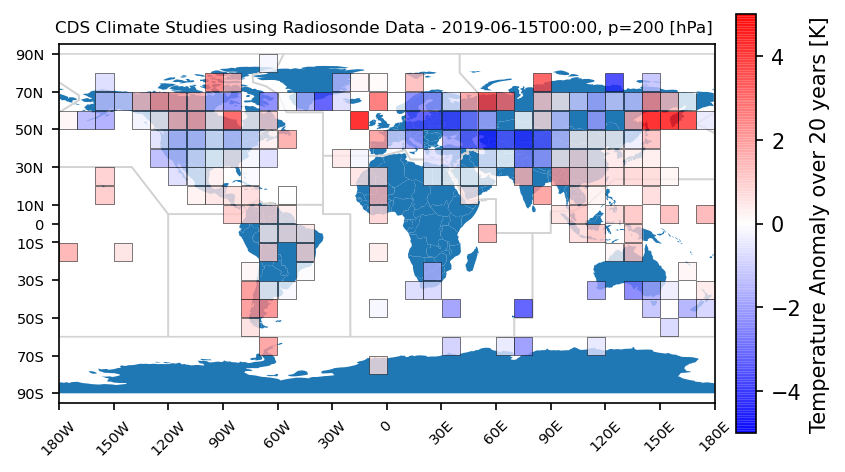 CDS Climate Studies using Radiosonde Data - 2019-06-15T00:00, p=200 [hPa]
90N
70N
50N
30N
10N
0
10S
30S
50S
70S
90S
180W
150W
120W
90W
60W
30W
0
30E
60E
90E
120E
150E
180E
4
2
0
−2
−4
Temperature Anomaly over 20 years [K]